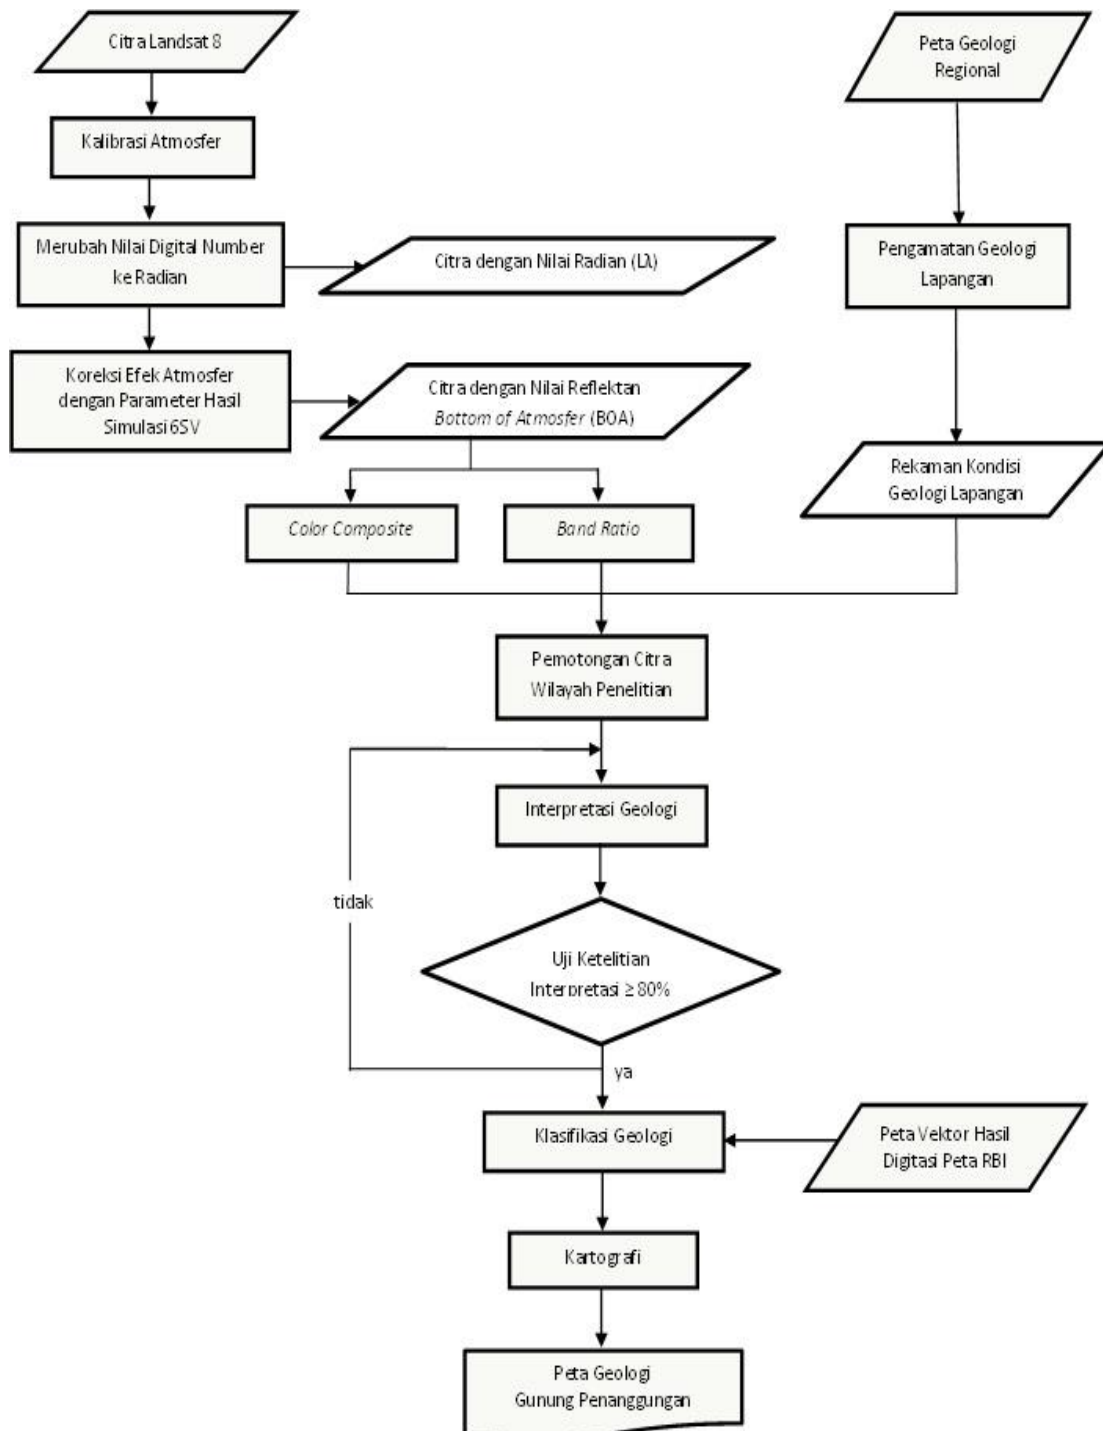 Citra Landsat 8
Peta Geologi
Regional
Kalibrasi Atmosfer
Merubah Nilai Digital Number
ke Radian
Citra dengan Nilai Radian (Lλ)
Pengamatan Geologi
Lapangan
Koreksi Efek Atmosfer
dengan Parameter Hasil
Simulasi 6SV
Citra dengan Nilai Reflektan
Bottom of Atmosfer (BOA)
Rekaman Kondisi
Geologi Lapangan
Color Composite
Band Ratio
Pemotongan Citra
Wilayah Penelitian
Interpretasi Geologi
tidak
Uji Ketelitian
Interpretasi ≥ 80%
ya
Klasifikasi Geologi
Peta Vektor Hasil
Digitasi Peta RBI
Kartografi
Peta Geologi
Gunung Penanggungan